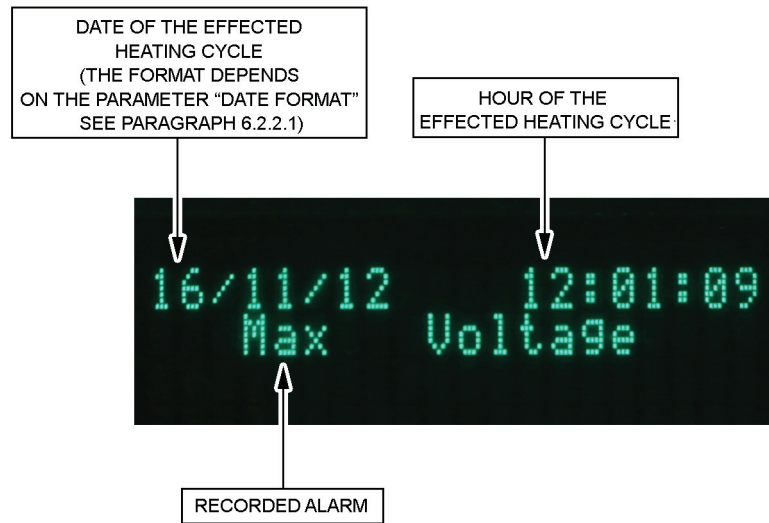 DATE OF THE EFFECTED
HEATING CYCLE
(THE FORMAT DEPENDS
ON THE PARAMETER “DATE FORMAT”
SEE PARAGRAPH 6.2.2.1)
HOUR OF THE
EFFECTED HEATING CYCLE
16/11/12 12:01:09
Max Voltage
RECORDED ALARM